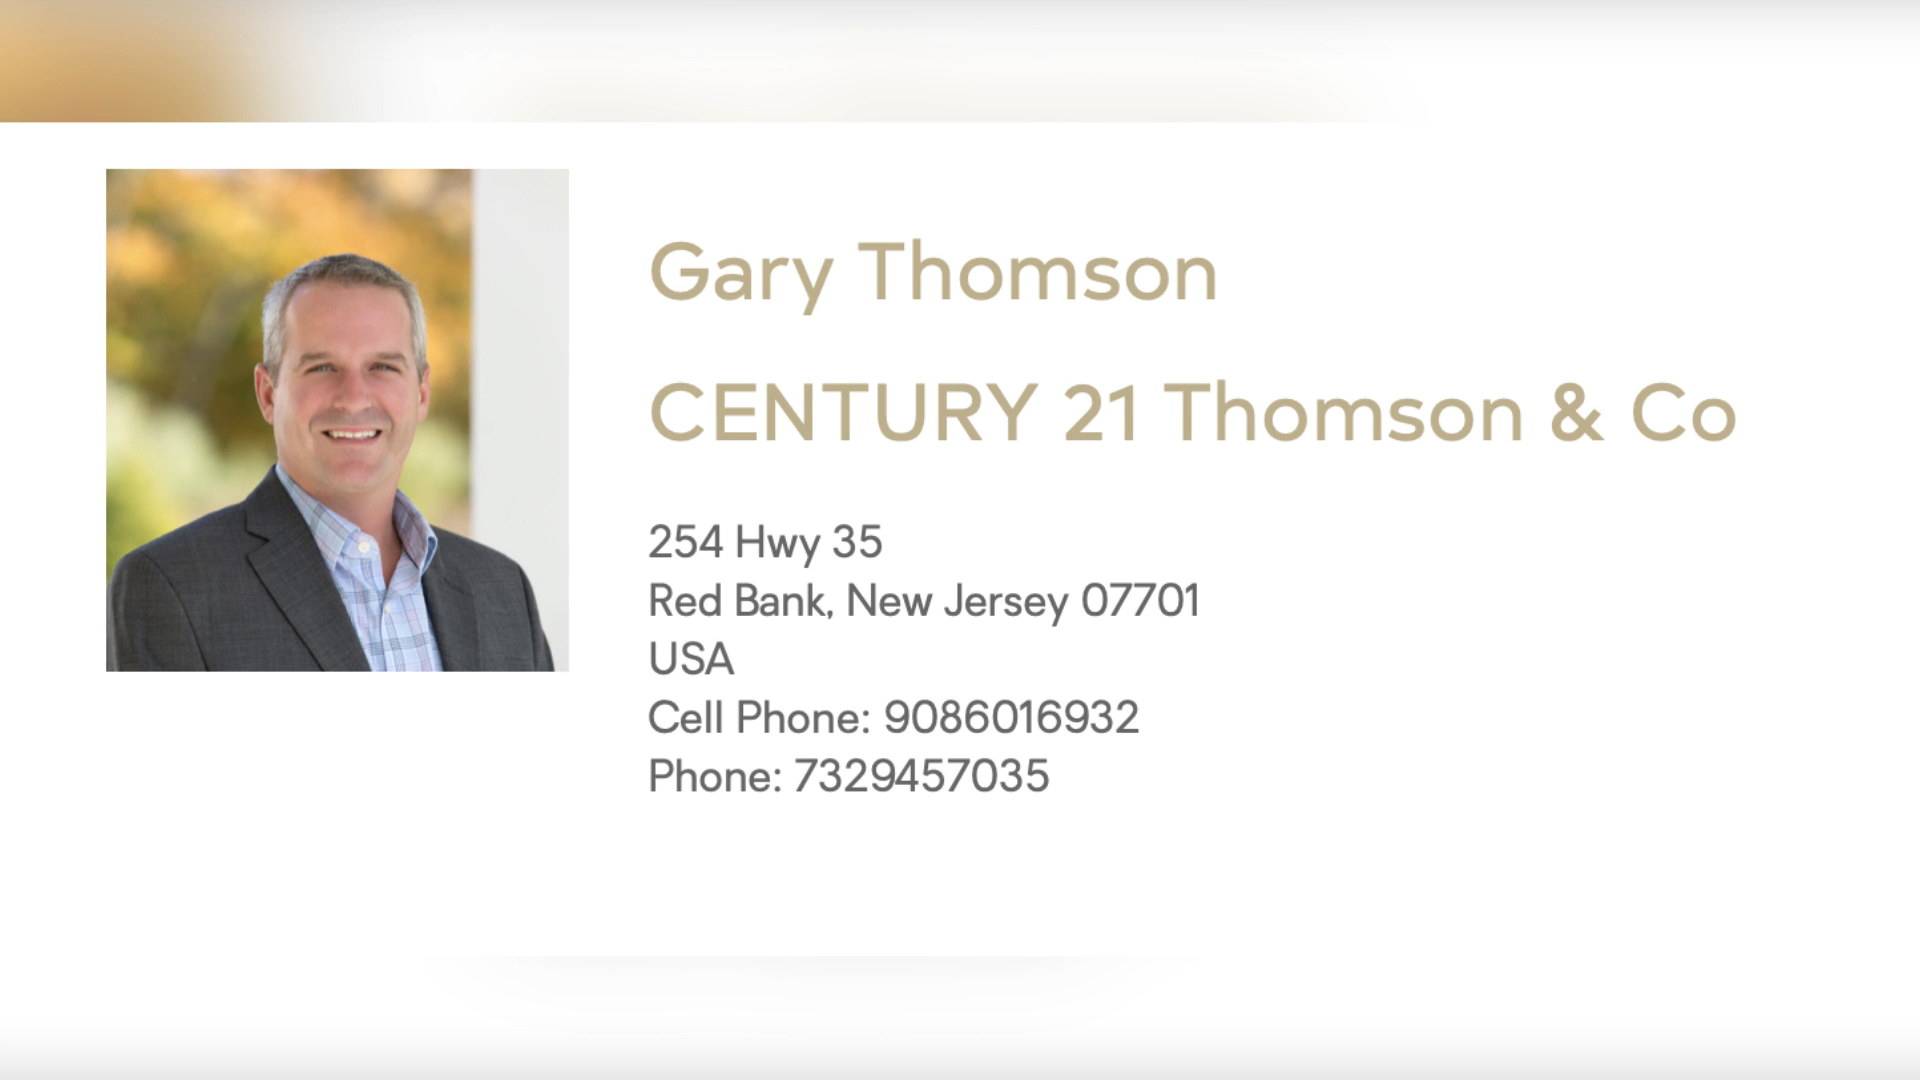 Gary Thomson
CENTURY 21 Thomson & Co
254 Hwy 35
Red Bank, New Jersey 07701
USA
Cell Phone: 9086016932
Phone: 7329457035